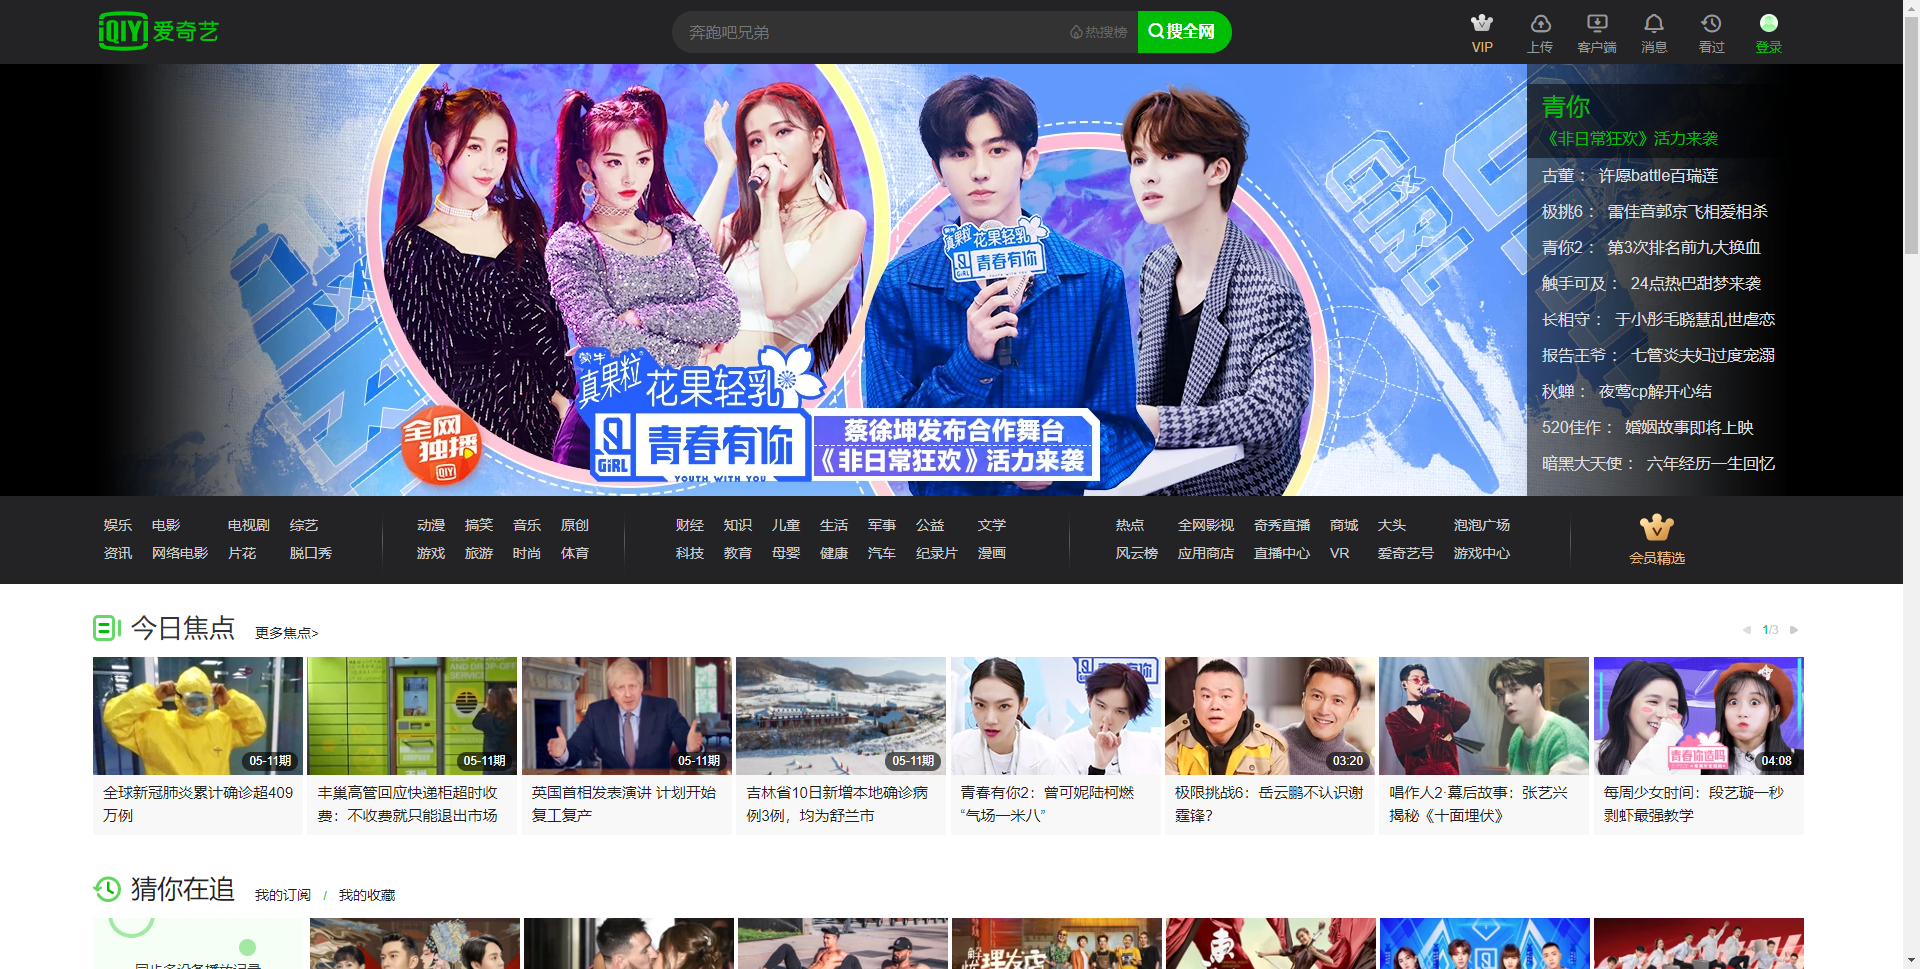 iQIYI 爱奇艺
奔跑吧兄弟
热搜榜
搜全网
VIP
上传
客户端
消息
看过
登录
青你
《非日常狂欢》活力来袭
古董： 许愿battle百瑞莲
极挑6： 雷佳音郭京飞相爱相杀
青你2： 第3次排名前九大换血
触手可及： 24点热巴甜梦来袭
长相守： 于小彤毛晓慧乱世虐恋
报告王爷： 七管炎夫妇过度宠溺
秋蝉： 夜莺cp解开心结
520佳作： 婚姻故事即将上映
暗黑大天使： 六年经历一生回忆
真果粒
花果轻乳
青春有你
蒙牛
真果粒
花果轻乳
全网
独播
iQIYI
GiRL
青春有你
YOUTH WITH YOU
蔡徐坤发布合作舞台
《非日常狂欢》活力来袭
娱乐 电影 电视剧 综艺 动漫 搞笑 音乐 原创 财经 知识 儿童 生活 军事 公益 文学 热点 全网影视 奇秀直播 商城 大头 泡泡广场
资讯 网络电影 片花 脱口秀 游戏 旅游 时尚 体育 科技 教育 母婴 健康 汽车 纪录片 漫画 风云榜 应用商店 直播中心 VR 爱奇艺号 游戏中心
会员精选
今日焦点 更多焦点>
1/3
05-11期
05-11期
05-11期
05-11期
青春有你
03:20
青春你造吗
04:08
全球新冠肺炎累计确诊超409
万例
丰巢高管回应快递柜超时收
费：不收费就只能退出市场
英国首相发表演讲 计划开始
复工复产
吉林省10日新增本地确诊病
例3例，均为舒兰市
青春有你2：曾可妮陆柯燃
“气场一米八”
极限挑战6：岳云鹏不认识谢
霆锋？
唱作人2·幕后故事：张艺兴
揭秘《十面埋伏》
每周少女时间：段艺璇一秒
剥虾最强教学
猜你在追 我的订阅 / 我的收藏